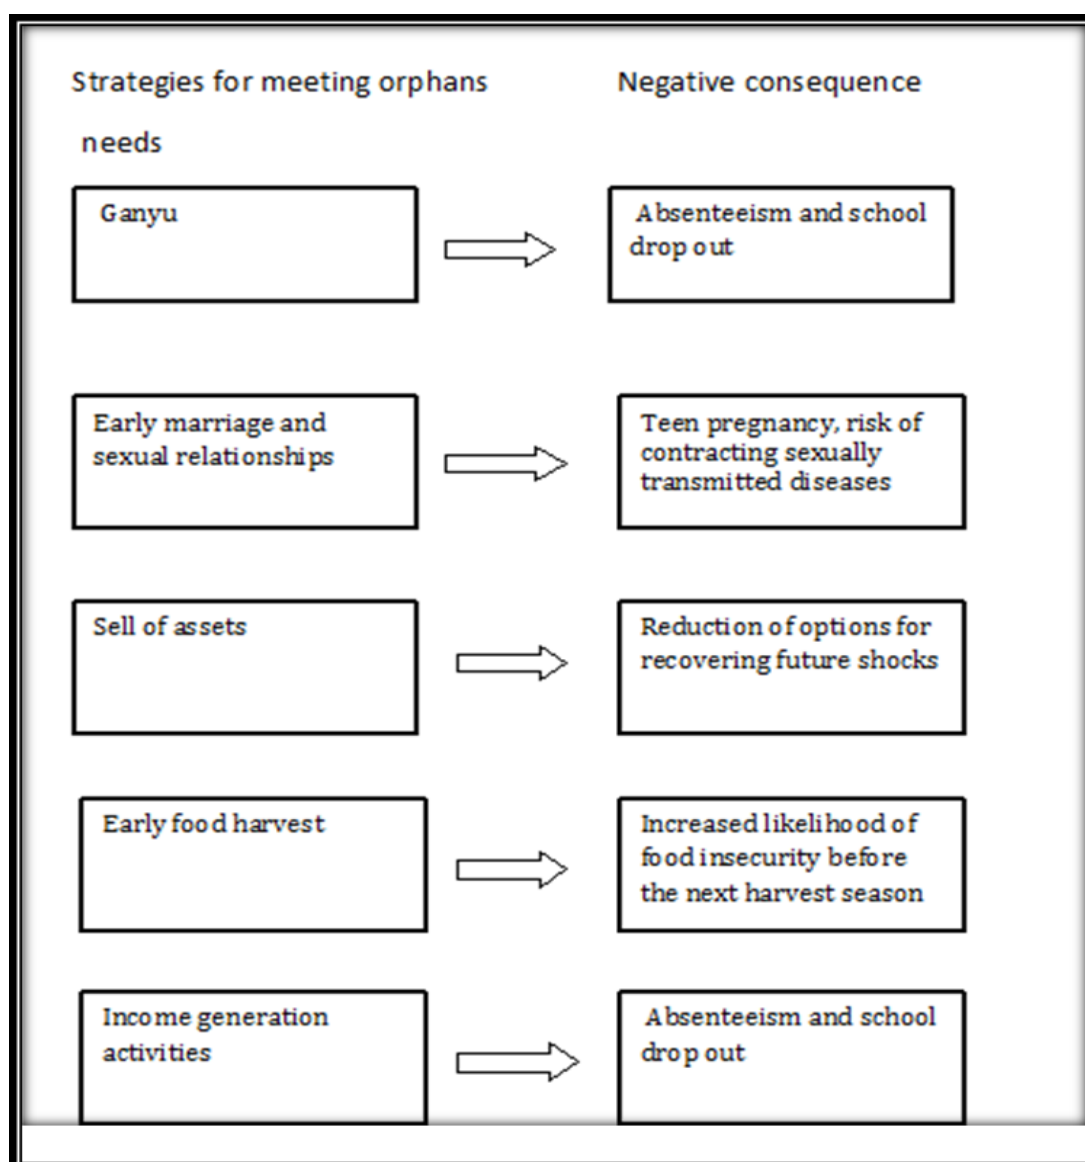 Strategies for meeting orphans
needs
Negative consequence
Ganyu
Absenteeism and school
drop out
Early marriage and
sexual relationships
Teen pregnancy, risk of
contracting sexually
transmitted diseases
Sell of assets
Reduction of options for
recovering future shocks
Early food harvest
Increased likelihood of
food insecurity before
the next harvest season
Income generation
activities
Absenteeism and school
drop out